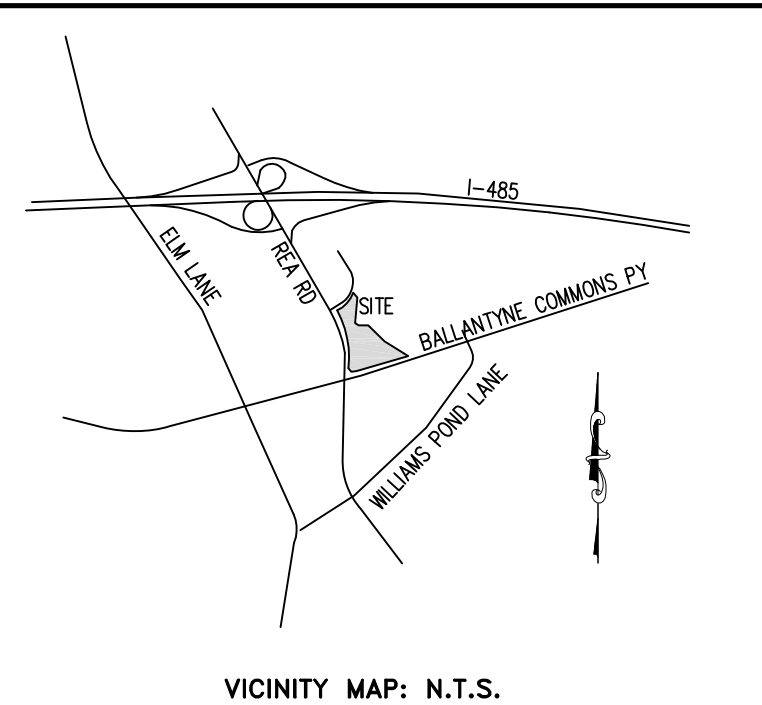 I-485
ELM LANE
REA RD
SITE
BALLANTYNE COMMONS PY
WILLIAMS POND LANE
VICINITY MAP: N.T.S.